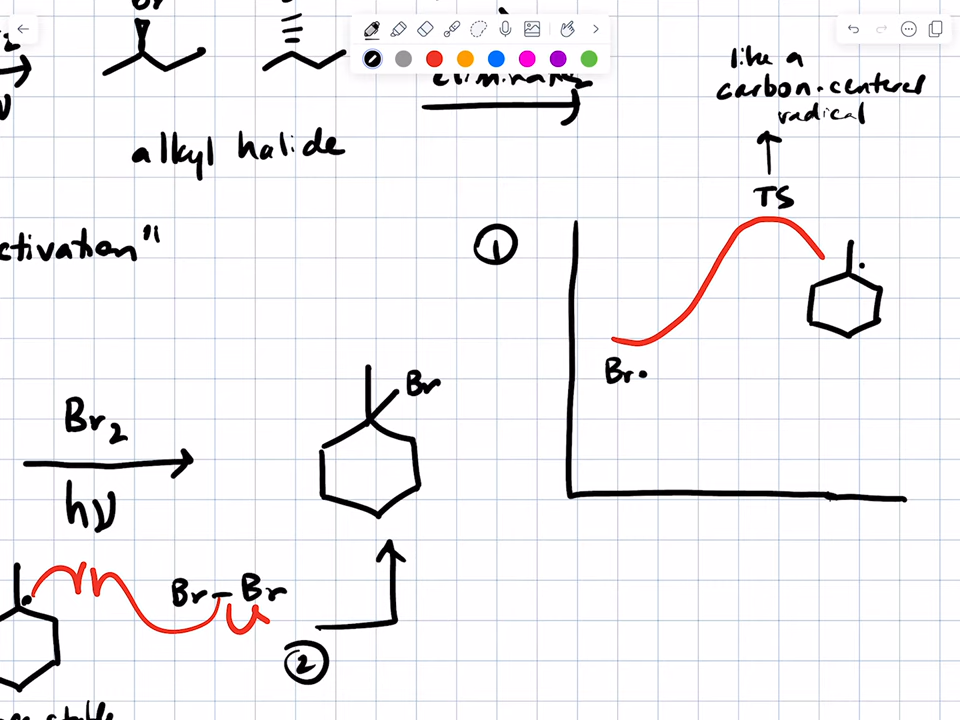 like a
carbon-centered
radical
TS
alkyl halide
ctivation"
1
Br•
Br
Br2
hν
Br-Br
2